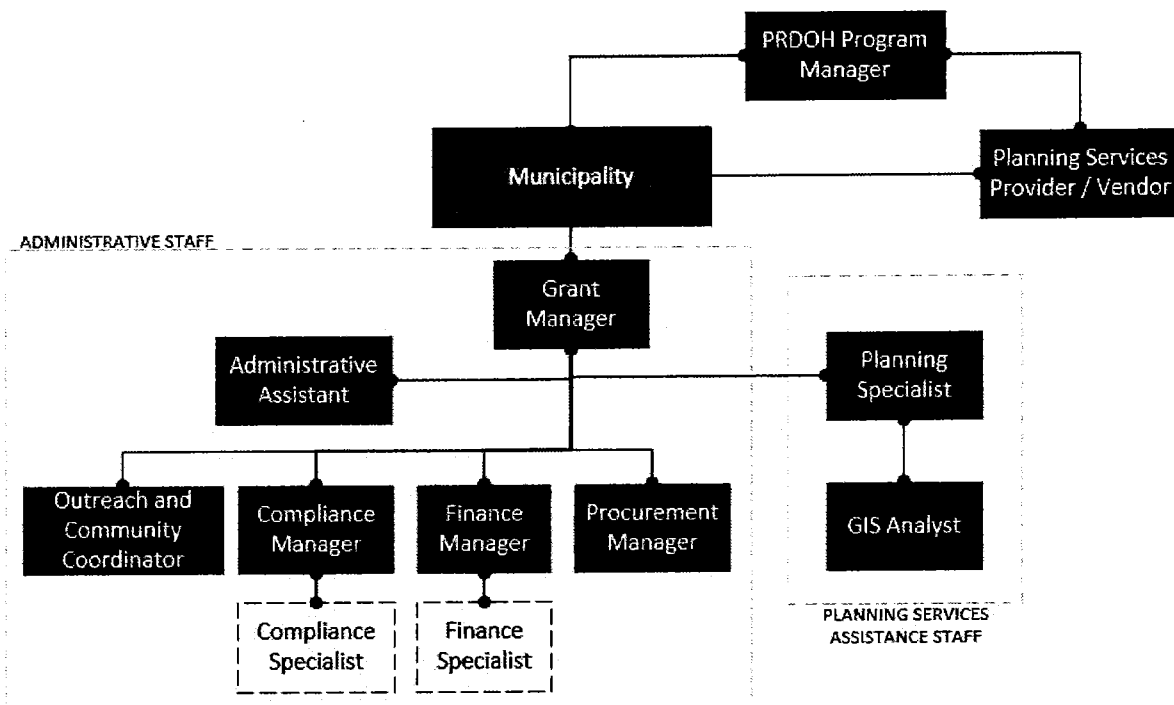 PRDOH Program
Manager
Municipality
Planning Services
Provider / Vendor
ADMINISTRATIVE STAFF
Grant
Manager
Administrative
Assistant
Planning
Specialist
Outreach and
Community
Coordinator
Compliance
Manager
Finance
Manager
Procurement
Manager
GIS Analyst
Compliance
Specialist
Finance
Specialist
PLANNING SERVICES
ASSISTANCE STAFF